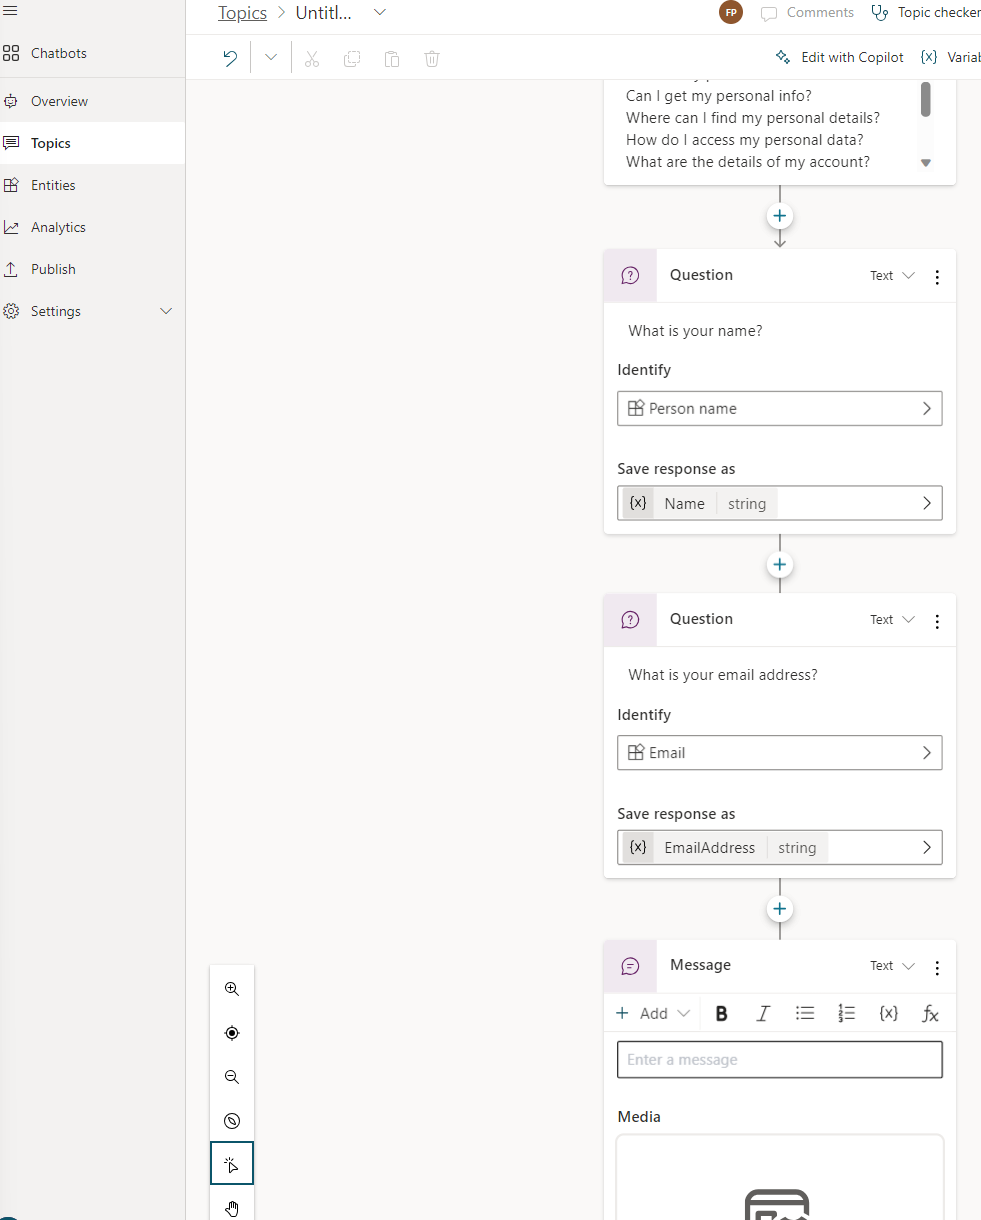 Topics > Untitl...
FP
Comments
Topic checker
Chatbots
Overview
Topics
Entities
Analytics
Publish
Settings
Edit with Copilot
{x}
Can I get my personal info?
Where can I find my personal details?
How do I access my personal data?
What are the details of my account?
Question
Text
What is your name?
Identify
Person name
Save response as
{x} Name string
Question
Text
What is your email address?
Identify
Email
Save response as
{x} EmailAddress string
Message
Text
+ Add B I {x} fx
Enter a message
Media